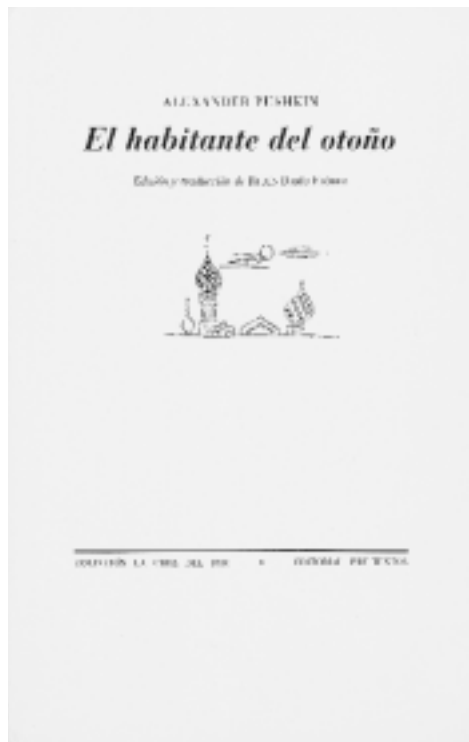 ALEXANDER PUSHKIN
El habitante del otoño
Edición y traducción de
COLECCIÓN LA CRUZ DEL SUR
EDITORIAL PRE-TEXTOS